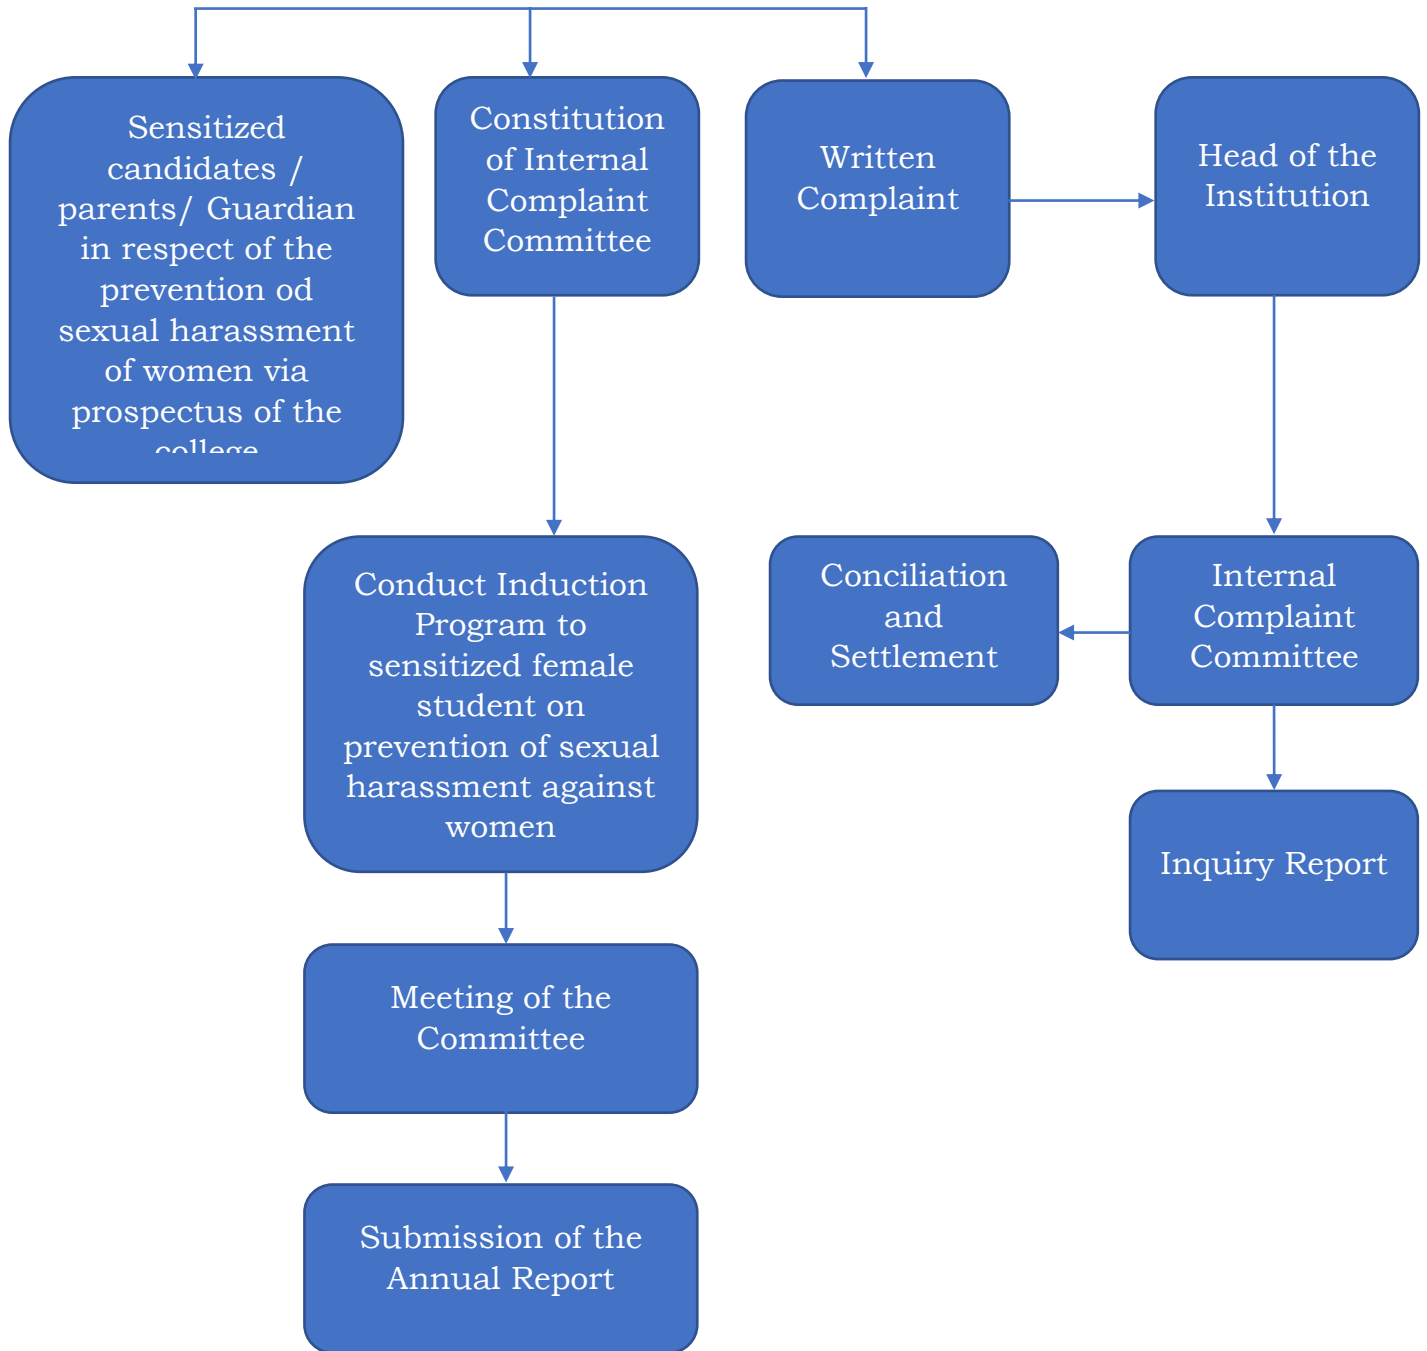 Sensitized
candidates /
parents/ Guardian
in respect of the
prevention od
sexual harassment
of women via
prospectus of the
college
Constitution
of Internal
Complaint
Committee
Written
Complaint
Head of the
Institution
Conduct Induction
Program to
sensitized female
student on
prevention of sexual
harassment against
women
Conciliation
and
Settlement
Internal
Complaint
Committee
Inquiry Report
Meeting of the
Committee
Submission of the
Annual Report